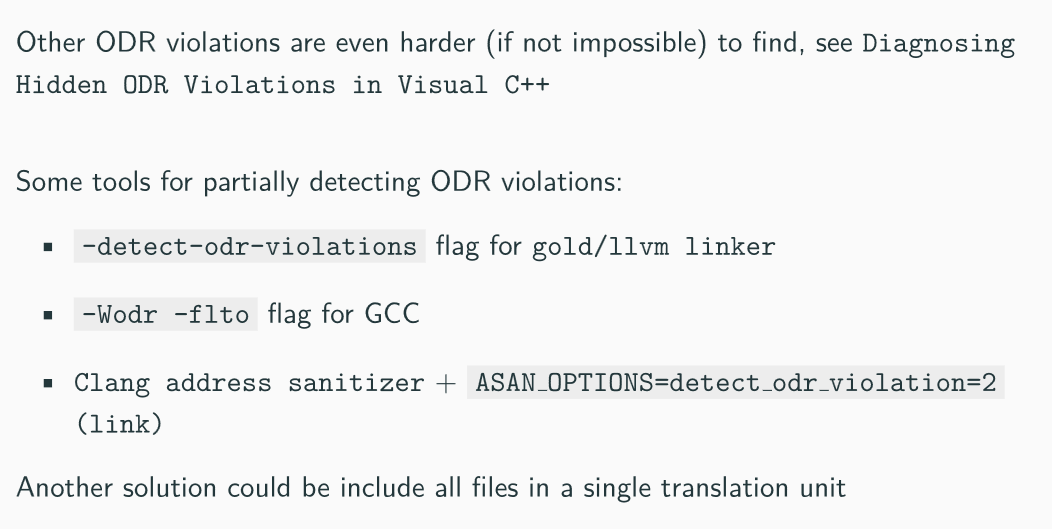 Other ODR violations are even harder (if not impossible) to find, see Diagnosing
Hidden ODR Violations in Visual C++
Some tools for partially detecting ODR violations:
▪ -detect-odr-violations flag for gold/llvm linker
▪ -Wodr -flto flag for GCC
▪ Clang address sanitizer + ASAN_OPTIONS=detect_odr_violation=2
(link)
Another solution could be include all files in a single translation unit